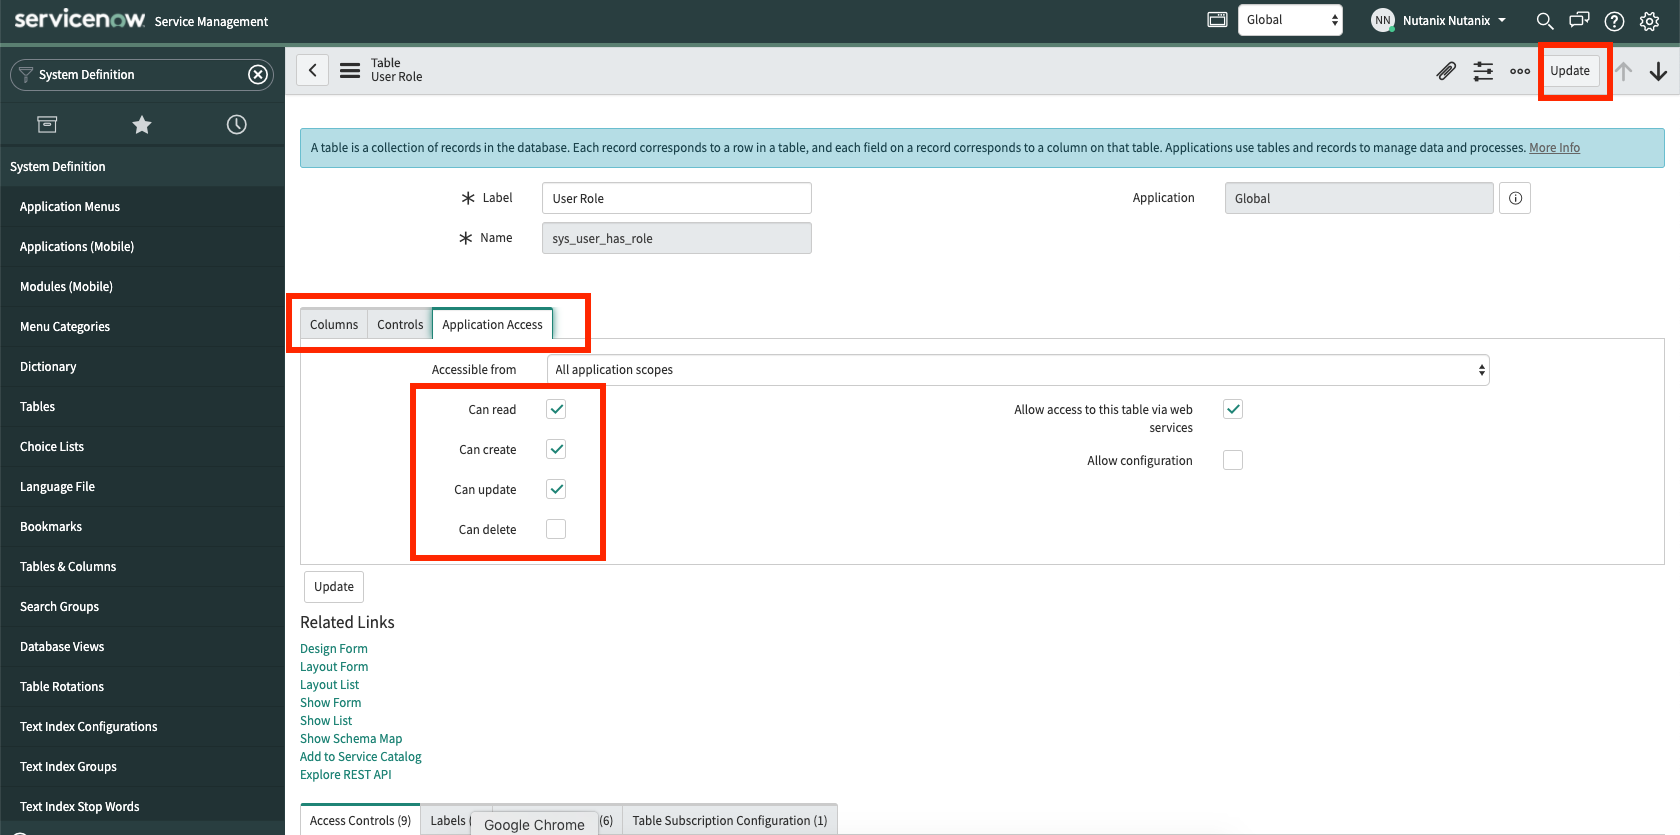 servicenow Service Management
Global
NN Nutanix Nutanix
System Definition
Table
User Role
Update
System Definition
Application Menus
Applications (Mobile)
Modules (Mobile)
Menu Categories
Dictionary
Tables
Choice Lists
Language File
Bookmarks
Tables & Columns
Search Groups
Database Views
Table Rotations
Text Index Configurations
Text Index Groups
Text Index Stop Words
A table is a collection of records in the database. Each record corresponds to a row in a table, and each field on a record corresponds to a column on that table. Applications use tables and records to manage data and processes. More Info
Label User Role
Application Global
Name sys_user_has_role
Columns Controls Application Access
Accessible from All application scopes
Can read
Can create
Can update
Can delete
Allow access to this table via web
services
Allow configuration
Update
Related Links
Design Form
Layout Form
Layout List
Show Form
Show List
Show Schema Map
Add to Service Catalog
Explore REST API
Access Controls (9) Labels ( (6) Table Subscription Configuration (1)
Google Chrome